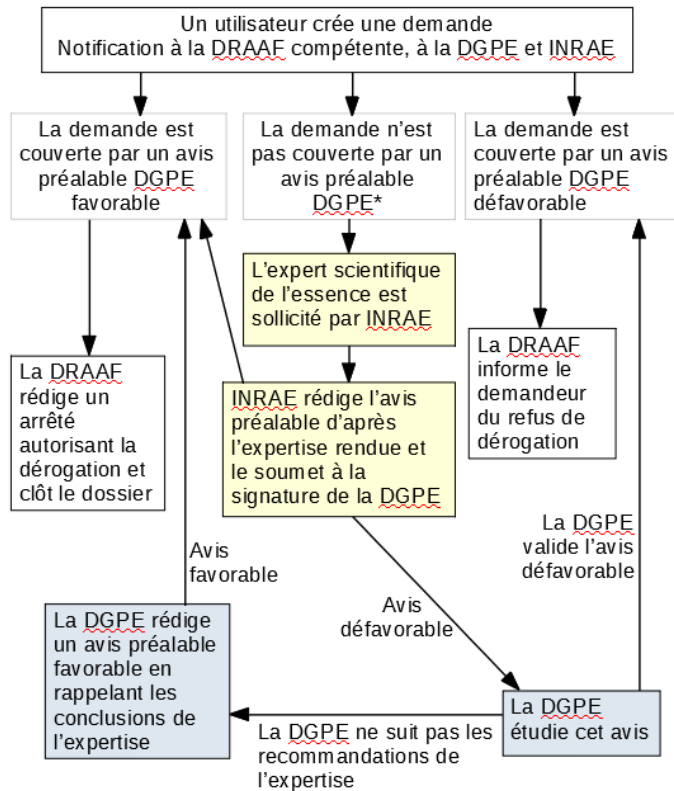 Un utilisateur crée une demande
Notification à la DRAAF compétente, à la DGPE et INRAE
La demande est
couverte par un avis
préalable DGPE
favorable
La demande n'est
pas couverte par un
avis préalable
DGPE*
La demande est
couverte par un avis
préalable DGPE
défavorable
L'expert scientifique
de l'essence est
sollicité par INRAE
La DRAAF
rédige un
arrêté
autorisant la
dérogation et
clôt le dossier
INRAE rédige l'avis
préalable d'après
l'expertise rendue et
le soumet à la
signature de la DGPE
La DRAAF
informe le
demandeur
du refus de
dérogation
Avis
favorable
Avis
défavorable
La DGPE
valide l'avis
défavorable
La DGPE rédige
un avis préalable
favorable en
rappelant les
conclusions de
l'expertise
La DGPE ne suit pas les
recommandations de
l'expertise
La DGPE
étudie cet avis